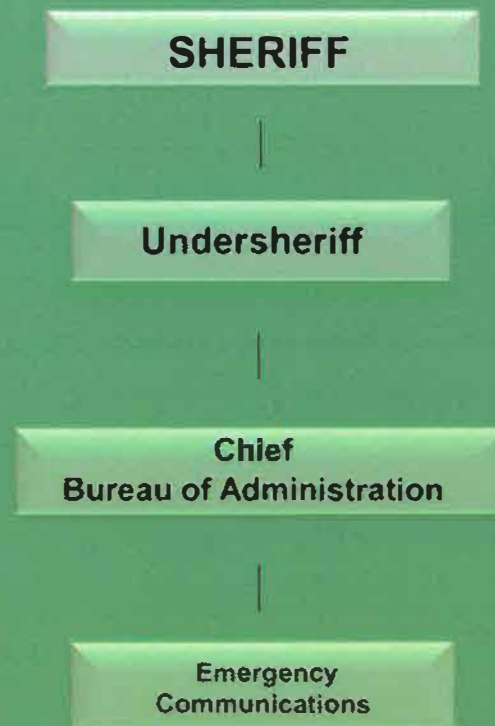 SHERIFF
Undersheriff
Chief
Bureau of Administration
Emergency
Communications